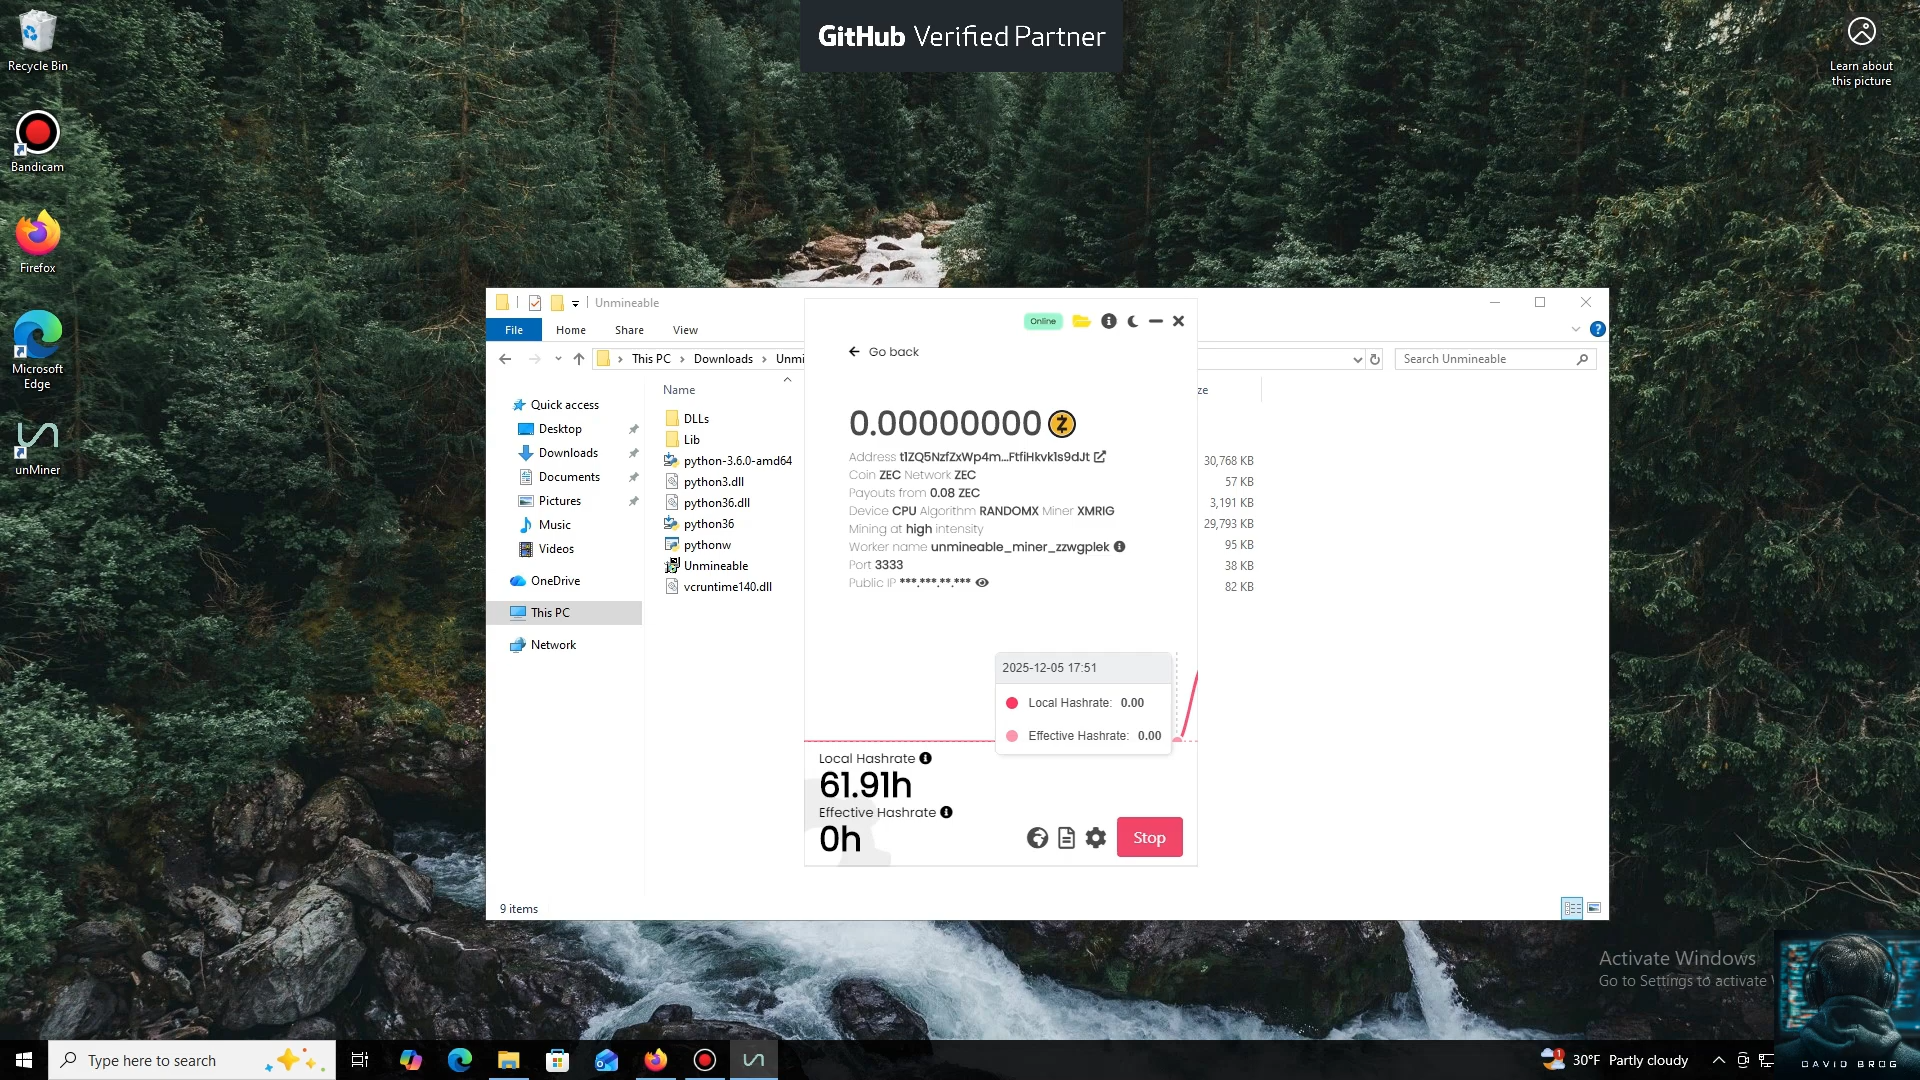 GitHub Verified Partner
Recycle Bin
Bandicam
Firefox
Microsoft
Edge
unMiner
Learn about
this picture
Unmineable
File
Home
Share
View
This PC
Downloads
Unmi
Search Unmineable
Name
ze
Quick access
Desktop
Downloads
Documents
Pictures
Music
Videos
OneDrive
This PC
Network
DLLs
Lib
python-3.6.0-amd64
30,768 KB
python3.dll
57 KB
python36.dll
3,191 KB
python36
29,793 KB
pythonw
95 KB
Unmineable
38 KB
vcruntime140.dll
82 KB
9 items
Online
Go back
0.00000000
Address t1ZQ5NzfZxWp4m...FtfiHkvk1s9dJt
Coin ZEC Network ZEC
Payouts from 0.08 ZEC
Device CPU Algorithm RANDOMX Miner XMRIG
Mining at high intensity
Worker name unmineable_miner_zzwgplek
Port 3333
Public IP ***.***.**.***
2025-12-05 17:51
Local Hashrate: 0.00
Effective Hashrate: 0.00
Local Hashrate
61.91h
Effective Hashrate
0h
Stop
Activate Windows
Go to Settings to activate
DAVID BROG
Type here to search
30°F Partly cloudy